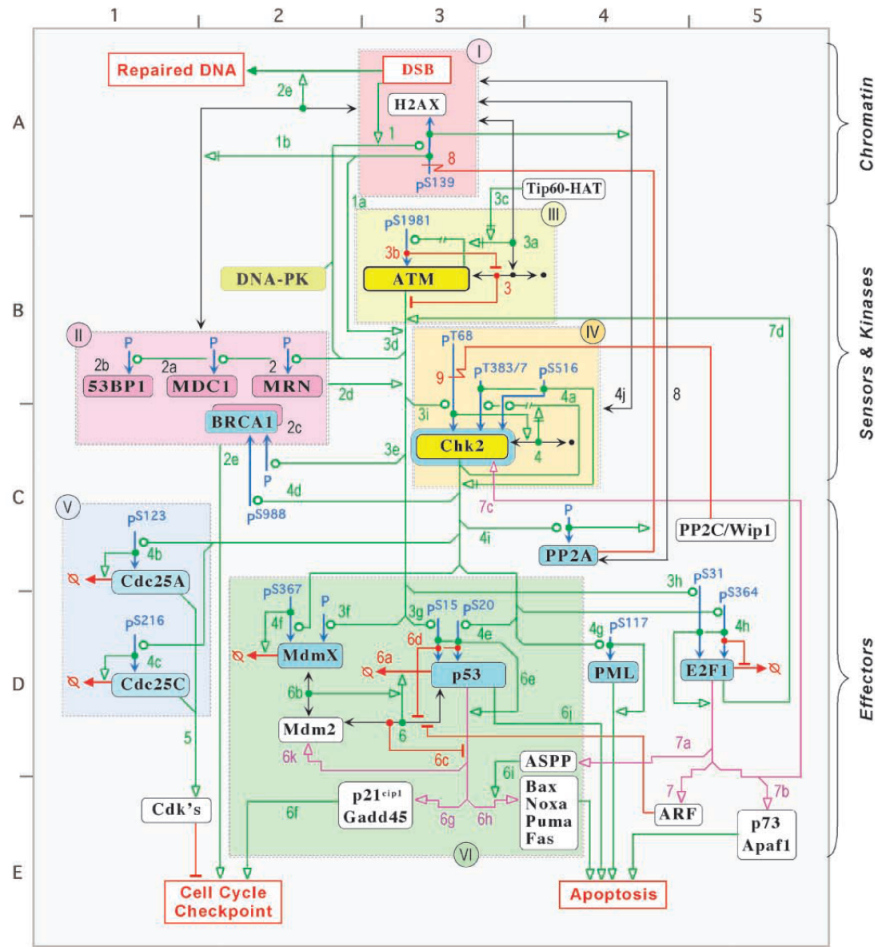 1 2 3 4 5
I
Repaired DNA
DSB
2e
H2AX
A
1
1b
8
pS139
Chromatin
Tip60-HAT
3c
1a
III
pS1981
3a
3b
DNA-PK
ATM
3
B
7d
II
IV
pT68
P P P
3d
2b 2a 2
9
pT383/7
pS516
4a
4j
8
53BP1 MDC1 MRN
2d
Sensors & Kinases
3i
BRCA1
2c
Chk2
4
2e
3e
P
C
4d
7c
V
pS988
pS123
P
4i
PP2C/Wip1
4b
PP2A
Cdc25A
pS367
3h
pS31
pS364
pS216
4f
P
3f
3g
pS15
pS20
4e
pS117
4g
4h
4c
MdmX
6d
6a
p53
PML
E2F1
Cdc25C
D
6b
6e
6j
Effectors
5
Mdm2
6
6c
7a
6k
ASPP
6i
7
7b
Cdk's
p21cip1
Gadd45
Bax
Noxa
Puma
Fas
ARF
p73
Apaf1
6f
6g
6h
VI
E
Cell Cycle
Checkpoint
Apoptosis